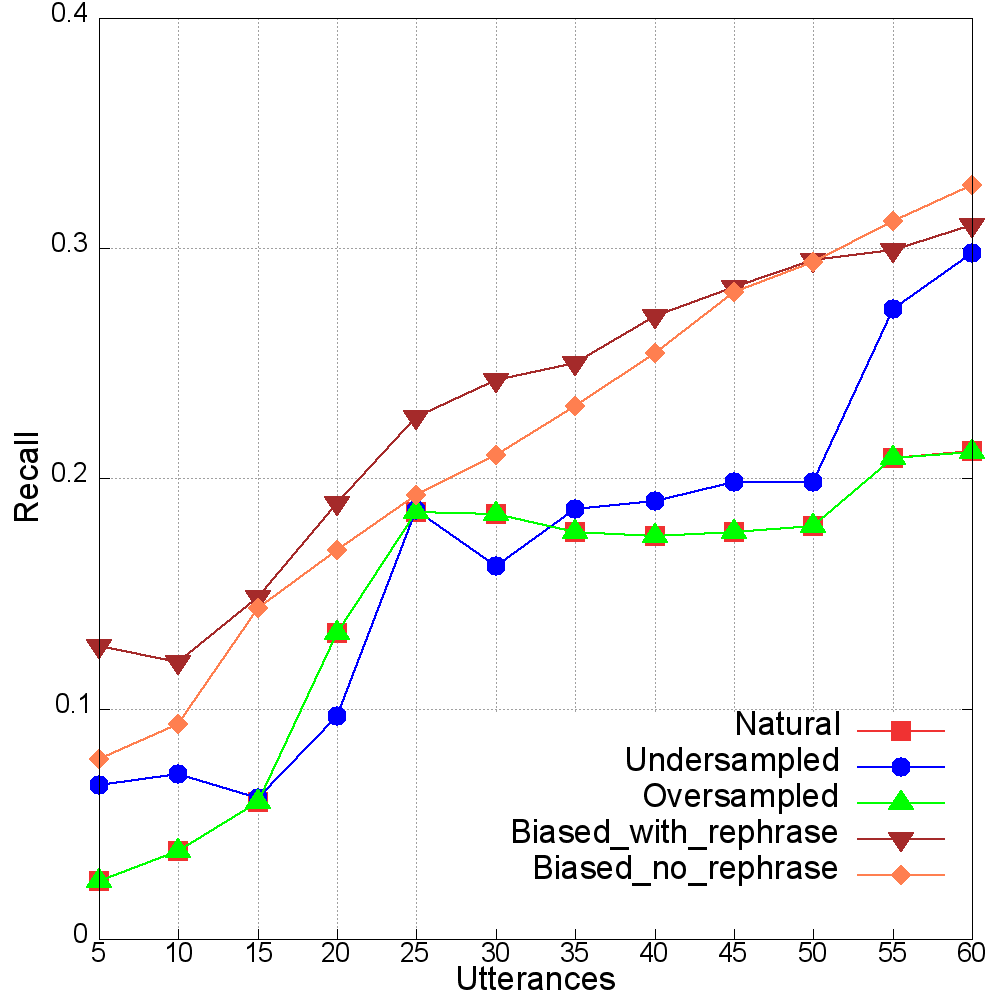 0.4
0.3
0.2
0.1
0
Recall
5 10 15 20 25 30 35 40 45 50 55 60
Utterances
Natural
Undersampled
Oversampled
Biased_with_rephrase
Biased_no_rephrase